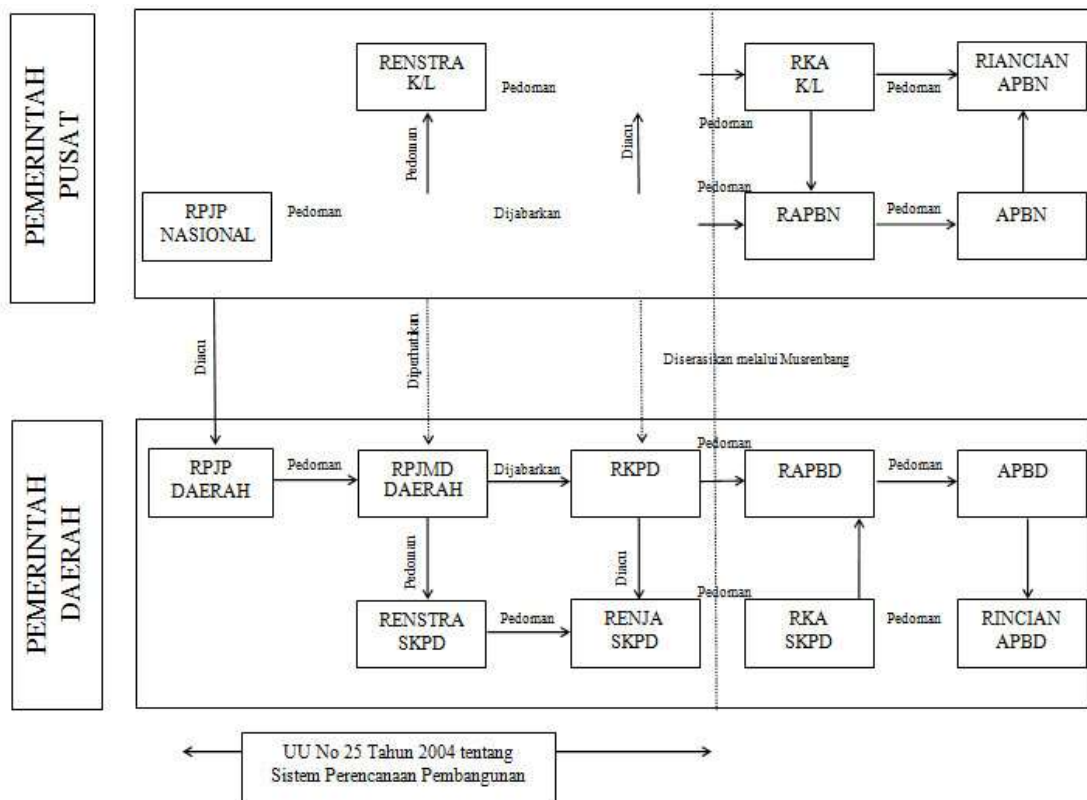 PEMERINTAH
PUSAT
RENSTRA
K/L
Pedoman
RKA
K/L
Pedoman
RIANCIAN
APBN
Pedoman
Pedoman
Diacu
Pedoman
RPJP
NASIONAL
Pedoman
Dijabarkan
RAPBN
Pedoman
APBN
Diacu
Diperhatikan
Diserasikan melalui Musrenbang
PEMERINTAH
DAERAH
RPJP
DAERAH
Pedoman
RPJMD
DAERAH
Dijabarkan
RKPD
Pedoman
RAPBD
Pedoman
APBD
Pedoman
Diacu
RENSTRA
SKPD
Pedoman
RENJA
SKPD
Pedoman
RKA
SKPD
Pedoman
RINCIAN
APBD
UU No 25 Tahun 2004 tentang
Sistem Perencanaan Pembangunan